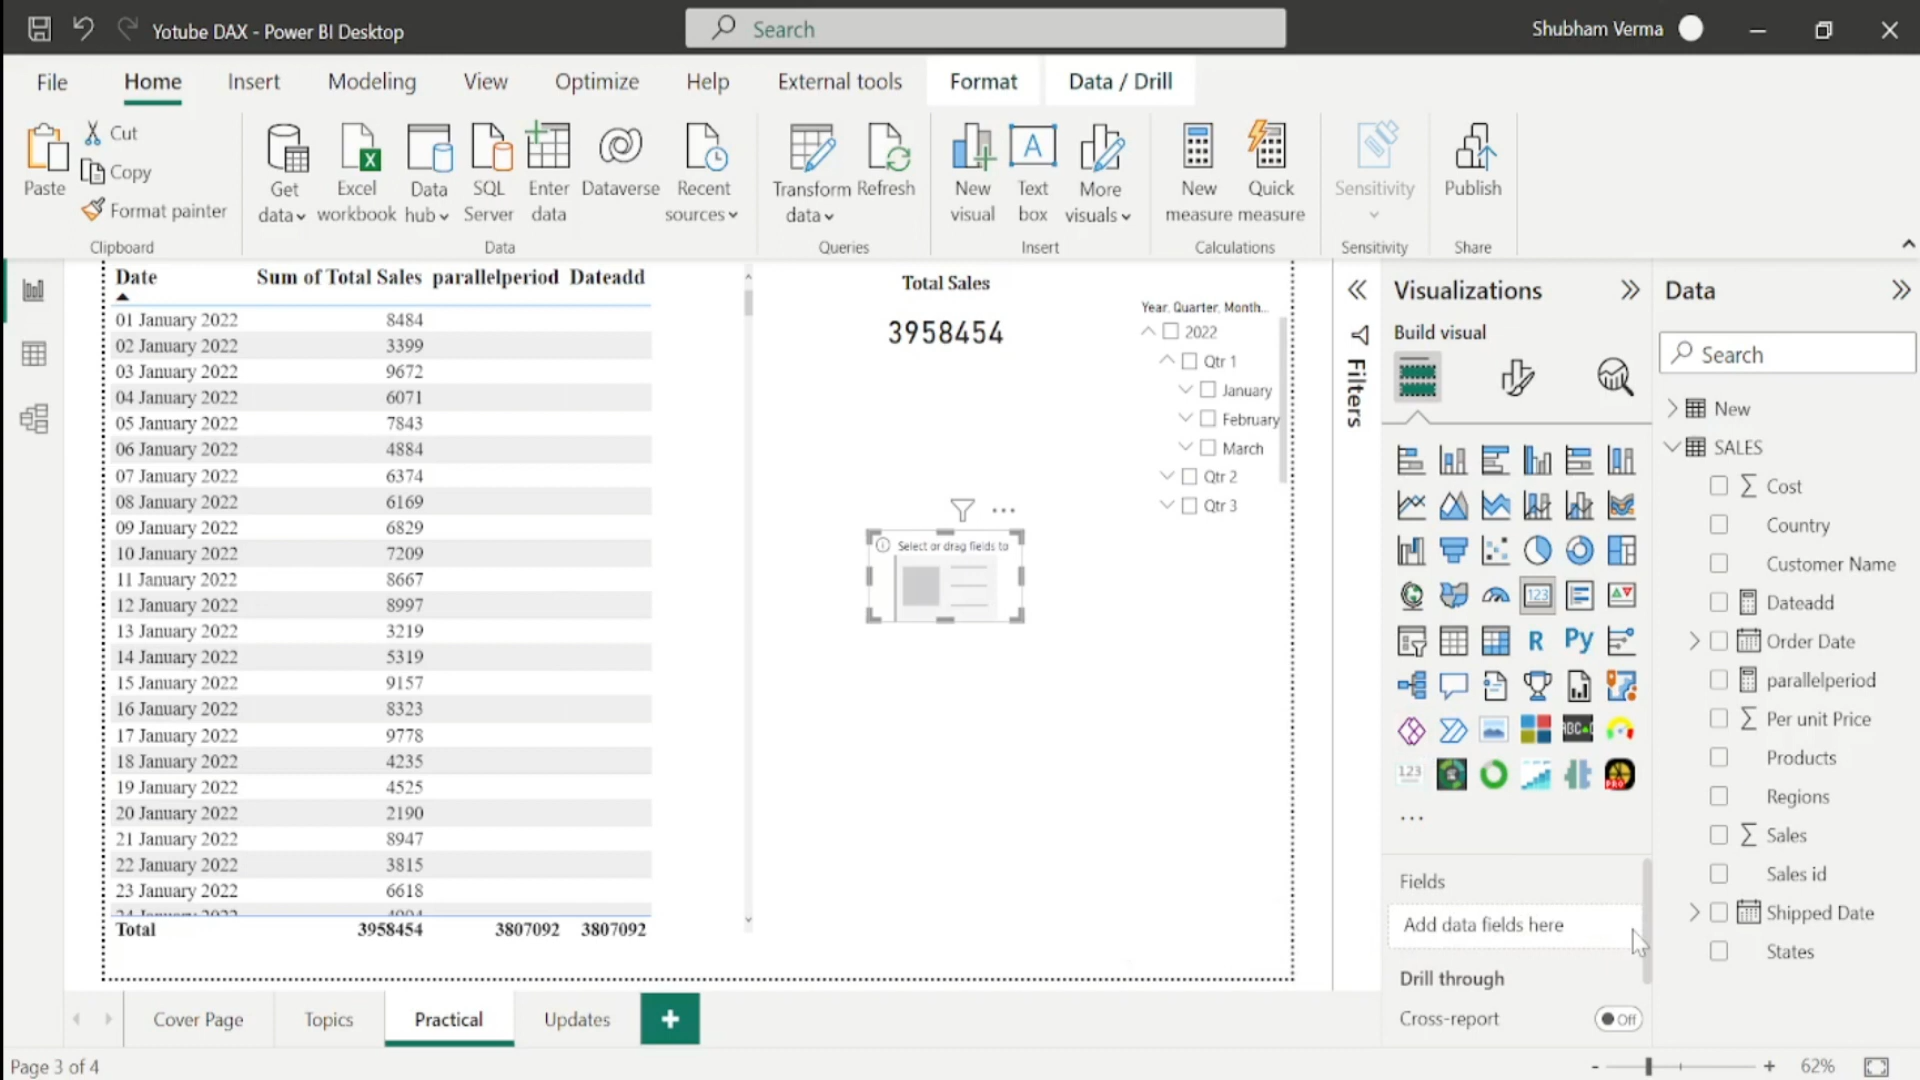 Yotube DAX - Power BI Desktop
Search
Shubham Verma
File Home Insert Modeling View Optimize Help External tools Format Data / Drill
Paste
Cut
Copy
Format painter
Clipboard
Get data
Excel workbook
Data hub
SQL Server
Enter data
Dataverse
Recent sources
Data
Transform data
Refresh
Queries
New visual
Text box
More visuals
Insert
New measure
Quick measure
Calculations
Sensitivity
Sensitivity
Publish
Share
Date Sum of Total Sales parallelperiod Dateadd
01 January 2022 8484
02 January 2022 3399
03 January 2022 9672
04 January 2022 6071
05 January 2022 7843
06 January 2022 4884
07 January 2022 6374
08 January 2022 6169
09 January 2022 6829
10 January 2022 7209
11 January 2022 8667
12 January 2022 8997
13 January 2022 3219
14 January 2022 5319
15 January 2022 9157
16 January 2022 8323
17 January 2022 9778
18 January 2022 4235
19 January 2022 4525
20 January 2022 2190
21 January 2022 8947
22 January 2022 3815
23 January 2022 6618
Total 3958454 3807092 3807092
Total Sales
3958454
Year, Quarter, Month...
2022
Qtr 1
January
February
March
Qtr 2
Qtr 3
Select or drag fields to
Filters
Visualizations
Build visual
123
R Py
ABC
123
PRO
...
Fields
Add data fields here
Drill through
Cross-report Off
Data
Search
New
SALES
Cost
Country
Customer Name
Dateadd
Order Date
parallelperiod
Per unit Price
Products
Regions
Sales
Sales id
Shipped Date
States
Cover Page Topics Practical Updates +
Page 3 of 4
- + 62%